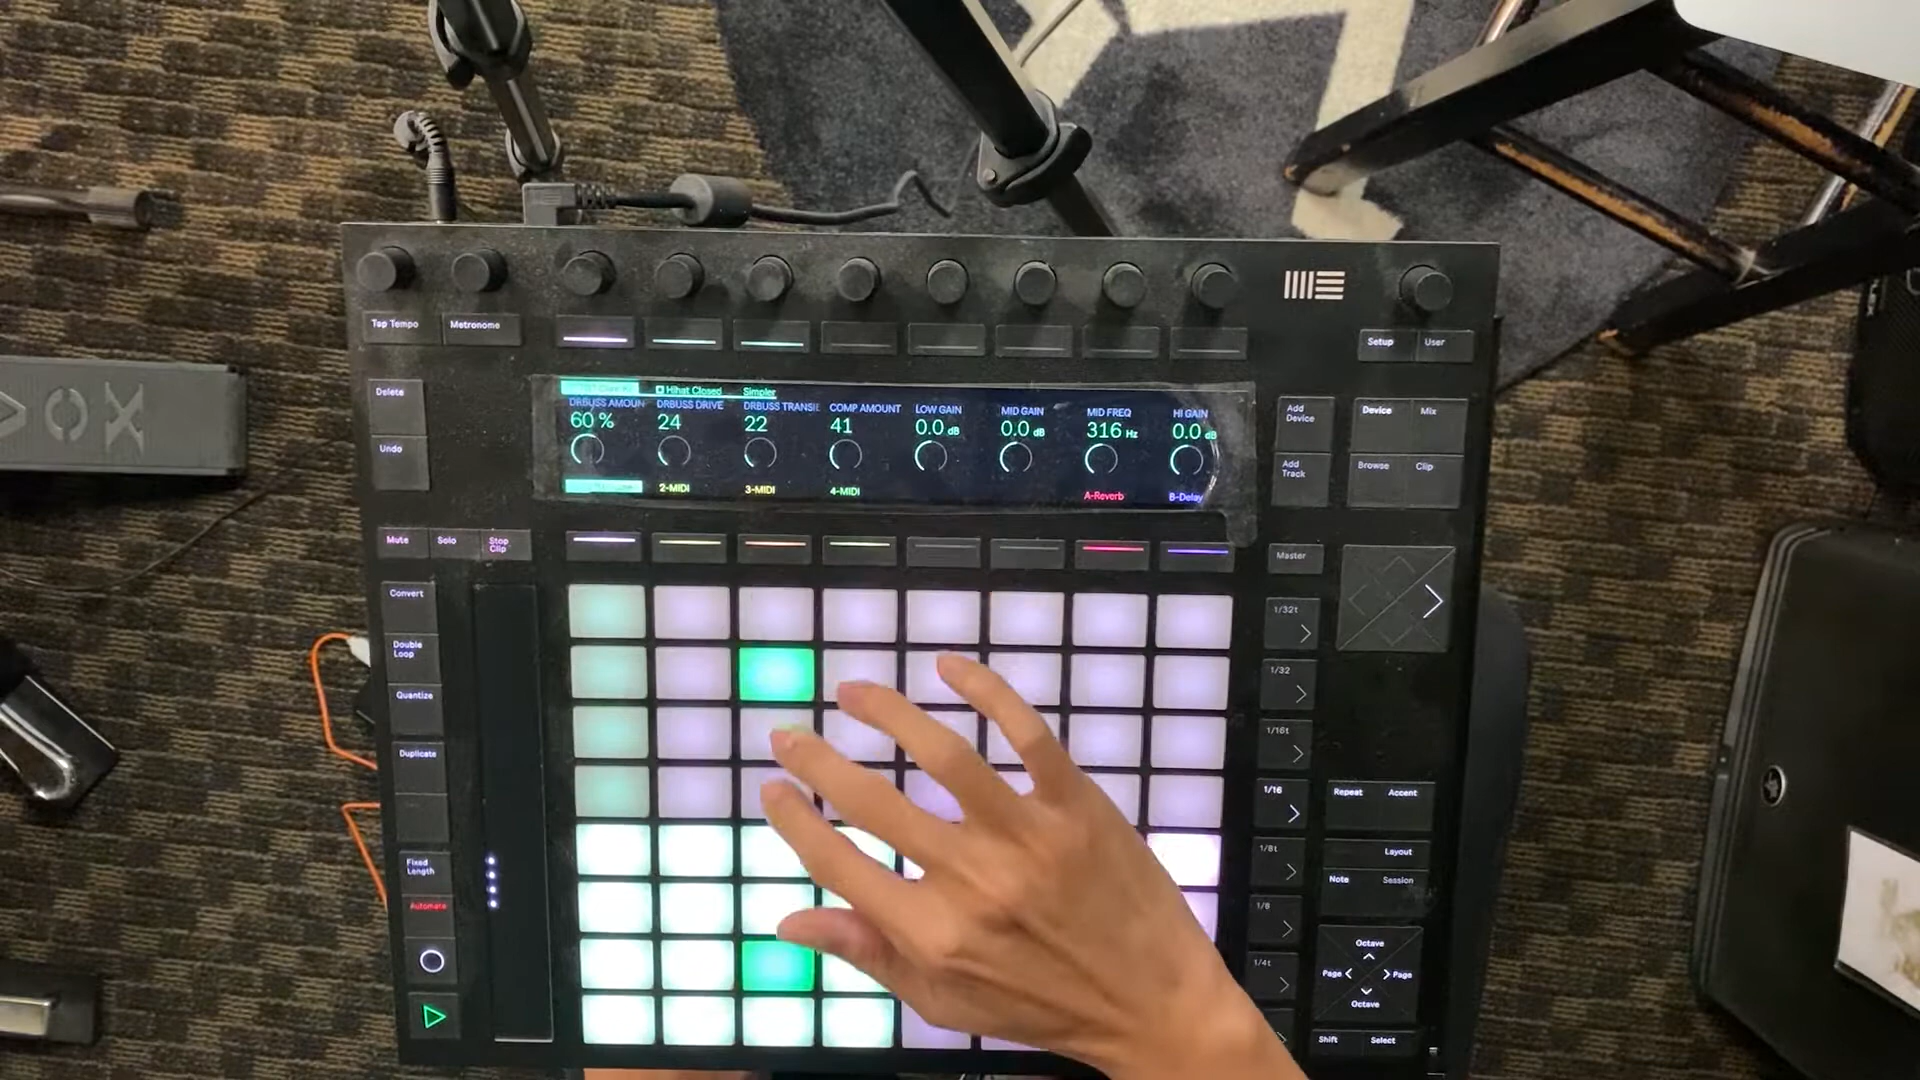 Tap Tempo
Metronome
Setup
User
Delete
Undo
VOX
Hihat Closed
Simpler
DRBUSS AMOUN
DRBUSS DRIVE
DRBUSS TRANSIE
COMP AMOUNT
LOW GAIN
MID GAIN
MID FREQ
HI GAIN
60 %
24
22
41
0.0 dB
0.0 dB
316 Hz
0.0 dB
2-MIDI
3-MIDI
4-MIDI
A-Reverb
B-Delay
Add
Device
Add
Track
Device
Mix
Browse
Clip
Mute
Solo
Stop
Clip
Master
Convert
Double
Loop
Quantize
Duplicate
Fixed
Length
Automate
1/32t
1/32
1/16t
1/16
1/8t
1/8
1/4t
Repeat
Accent
Layout
Note
Session
Octave
Page
Page
Octave
Shift
Select